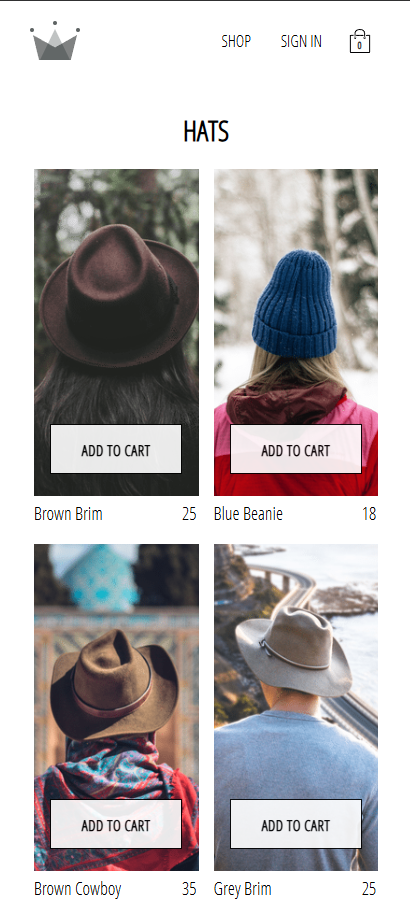 SHOP SIGN IN 0
HATS
ADD TO CART ADD TO CART
Brown Brim 25 Blue Beanie 18
ADD TO CART ADD TO CART
Brown Cowboy 35 Grey Brim 25